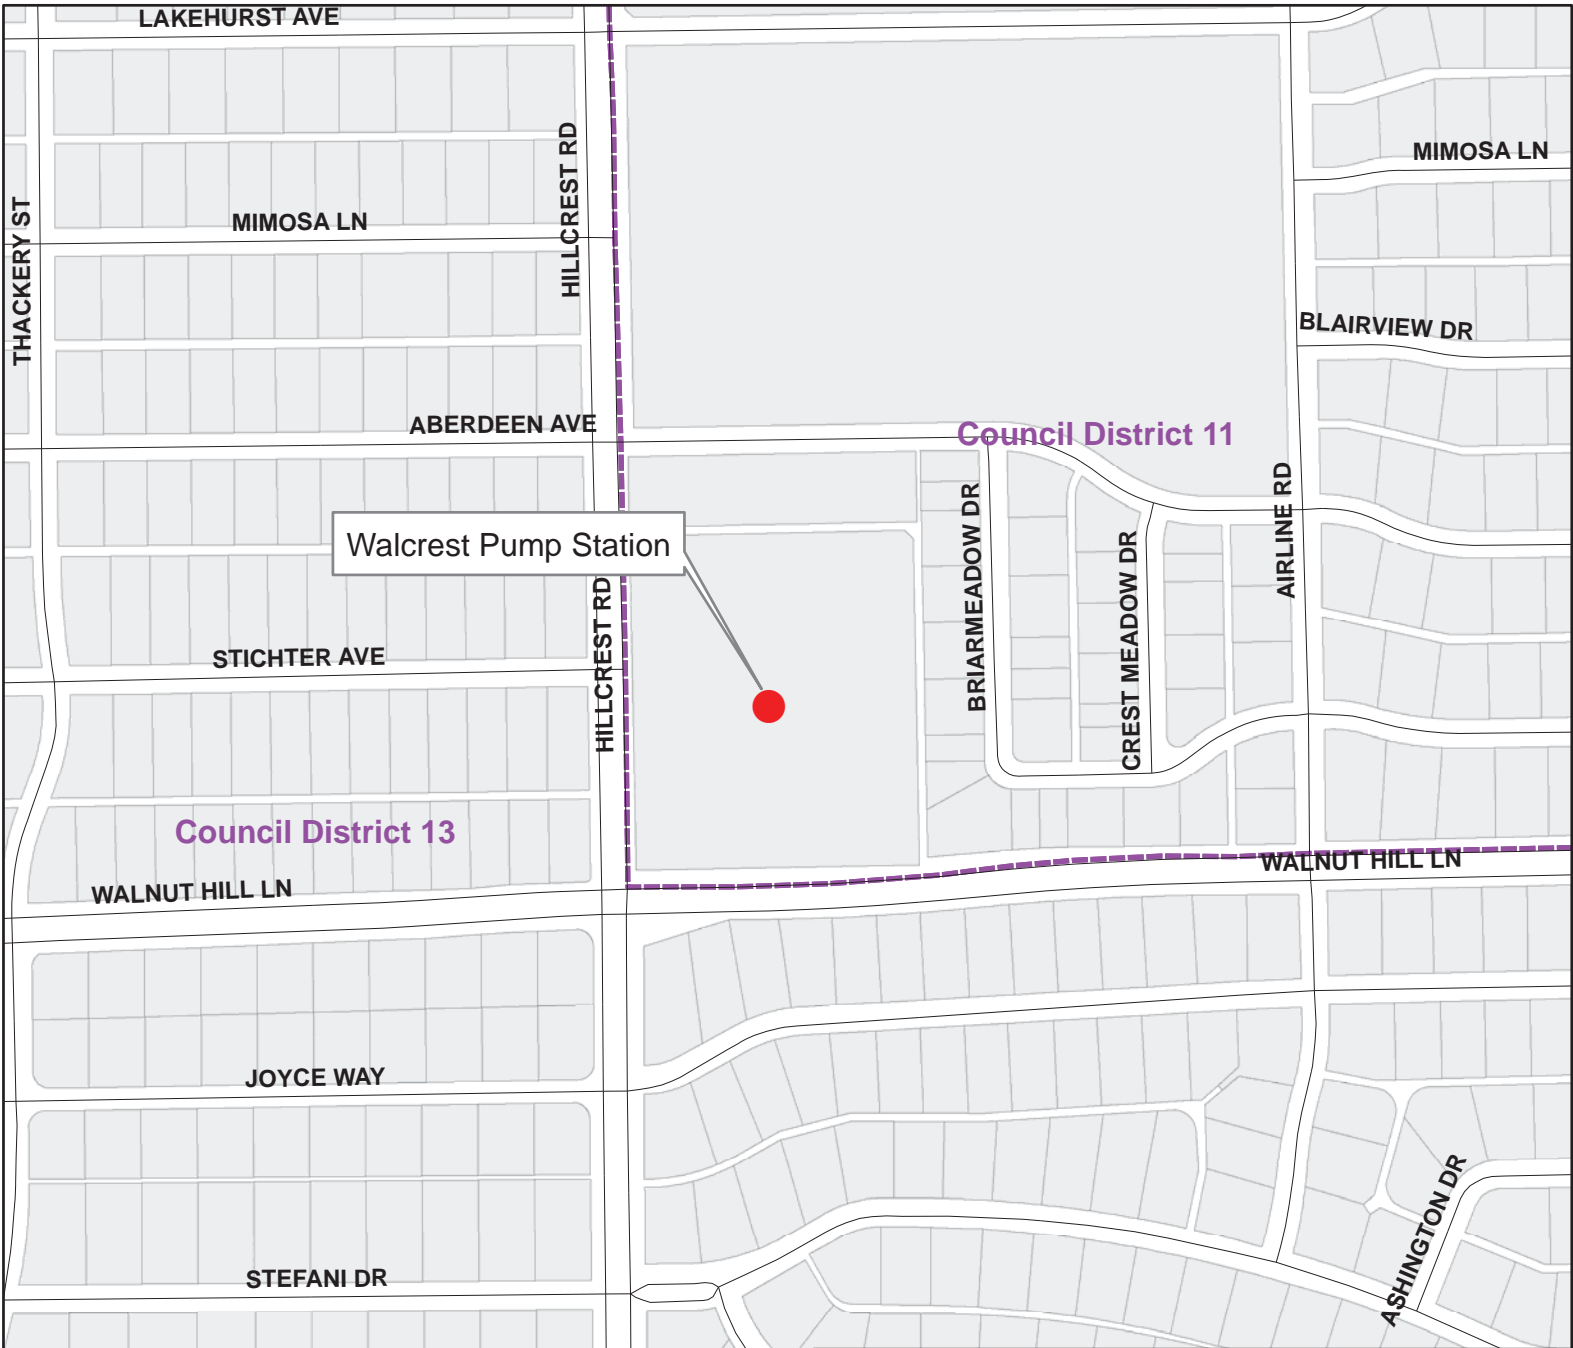 LAKEHURST AVE
HILLCREST RD
MIMOSA LN
MIMOSA LN
THACKERY ST
BLAIRVIEW DR
ABERDEEN AVE
Council District 11
AIRLINE RD
BRIARMEADOW DR
CREST MEADOW DR
Walcrest Pump Station
HILLCREST RD
STICHTER AVE
Council District 13
WALNUT HILL LN
WALNUT HILL LN
JOYCE WAY
ASHINGTON DR
STEFANI DR